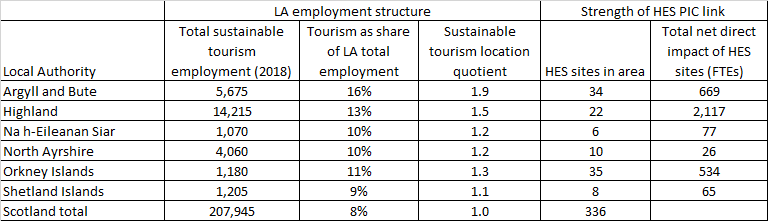 LA employment structure Strength of HES PIC link
Local Authority Total sustainable tourism employment (2018) Tourism as share of LA total employment Sustainable tourism location quotient HES sites in area Total net direct impact of HES sites (FTEs)
Argyll and Bute 5,675 16% 1.9 34 669
Highland 14,215 13% 1.5 22 2,117
Na h-Eileanan Siar 1,070 10% 1.2 6 77
North Ayrshire 4,060 10% 1.2 10 26
Orkney Islands 1,180 11% 1.3 35 534
Shetland Islands 1,205 9% 1.1 8 65
Scotland total 207,945 8% 1.0 336